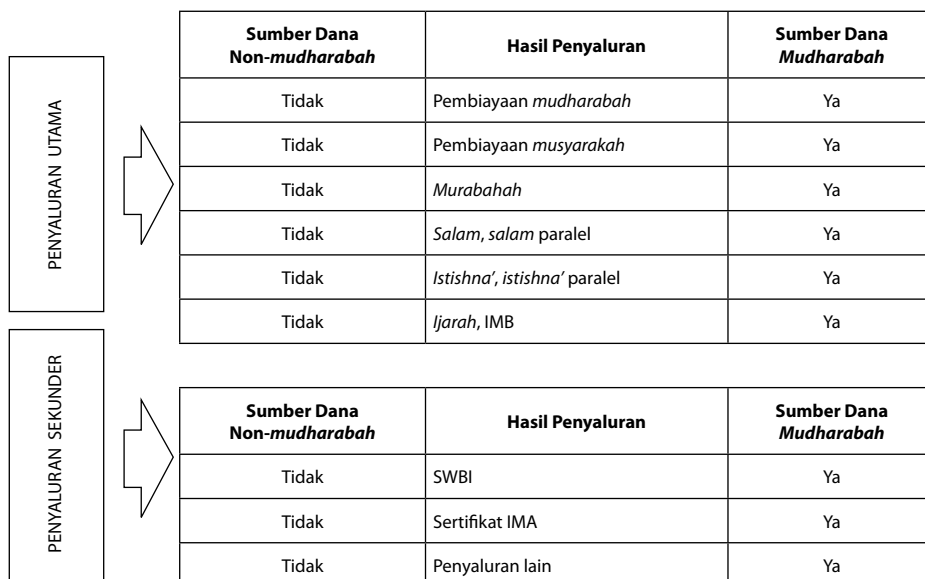 PENYALURAN UTAMA
Sumber Dana Non-mudharabah Hasil Penyaluran Sumber Dana Mudharabah
Tidak Pembiayaan mudharabah Ya
Tidak Pembiayaan musyarakah Ya
Tidak Murabahah Ya
Tidak Salam, salam paralel Ya
Tidak Istishna’, istishna’ paralel Ya
Tidak Ijarah, IMB Ya
PENYALURAN SEKUNDER
Sumber Dana Non-mudharabah Hasil Penyaluran Sumber Dana Mudharabah
Tidak SWBI Ya
Tidak Sertifikat IMA Ya
Tidak Penyaluran lain Ya